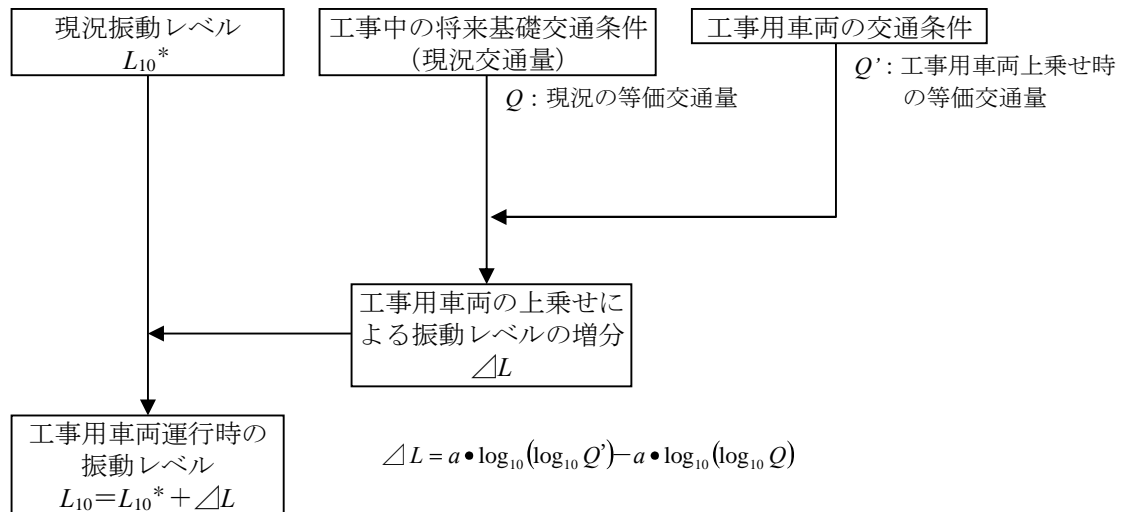 現況振動レベル
L₁₀*
工事中の将来基礎交通条件
(現況交通量)
工事用車両の交通条件
Q:現況の等価交通量
Q’:工事用車両上乗せ時
の等価交通量
工事用車両の上乗せに
よる振動レベルの増分
⊿L
工事用車両運行時の
振動レベル
L₁₀=L₁₀*+⊿L
⊿L=a•log₁₀(log₁₀Q’)−a•log₁₀(log₁₀Q)